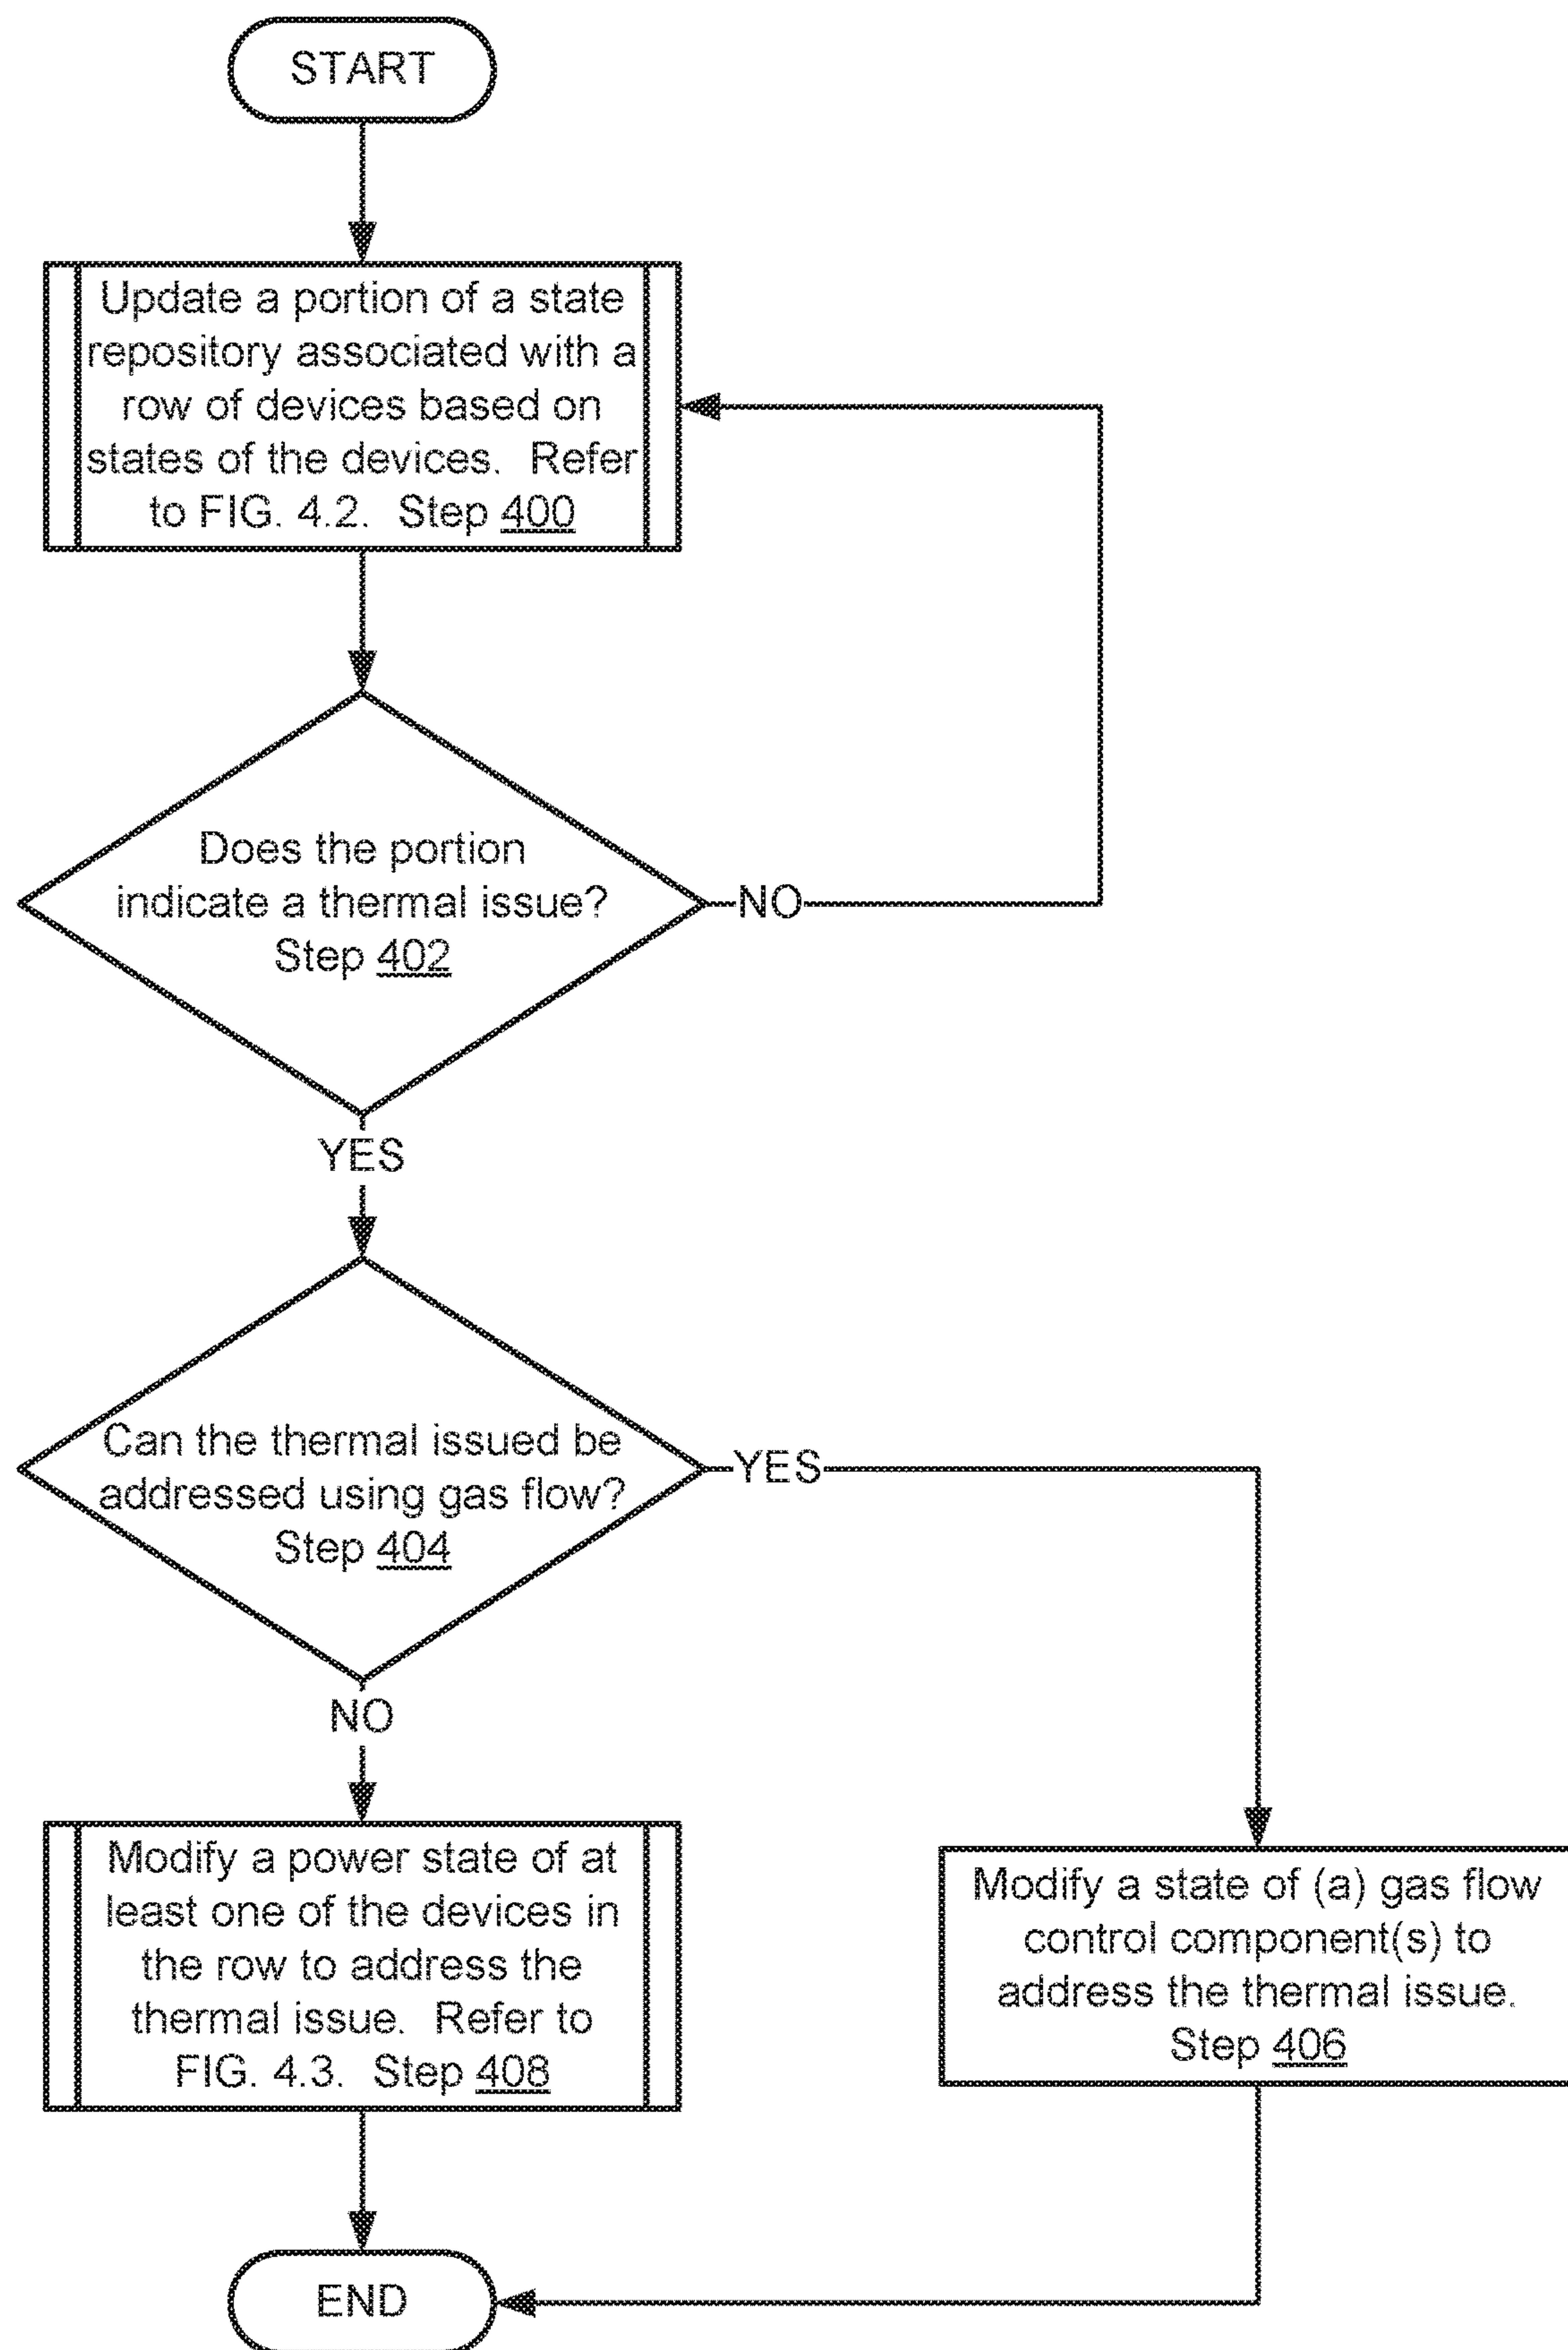 START
Update a portion of a state
repository associated with a
row of devices based on
states of the devices. Refer
to FIG. 4.2. Step 400
Does the portion
indicate a thermal issue?
Step 402
NO
YES
Can the thermal issued be
addressed using gas flow?
Step 404
YES
NO
Modify a power state of at
least one of the devices in
the row to address the
thermal issue. Refer to
FIG. 4.3. Step 408
Modify a state of (a) gas flow
control component(s) to
address the thermal issue.
Step 406
END